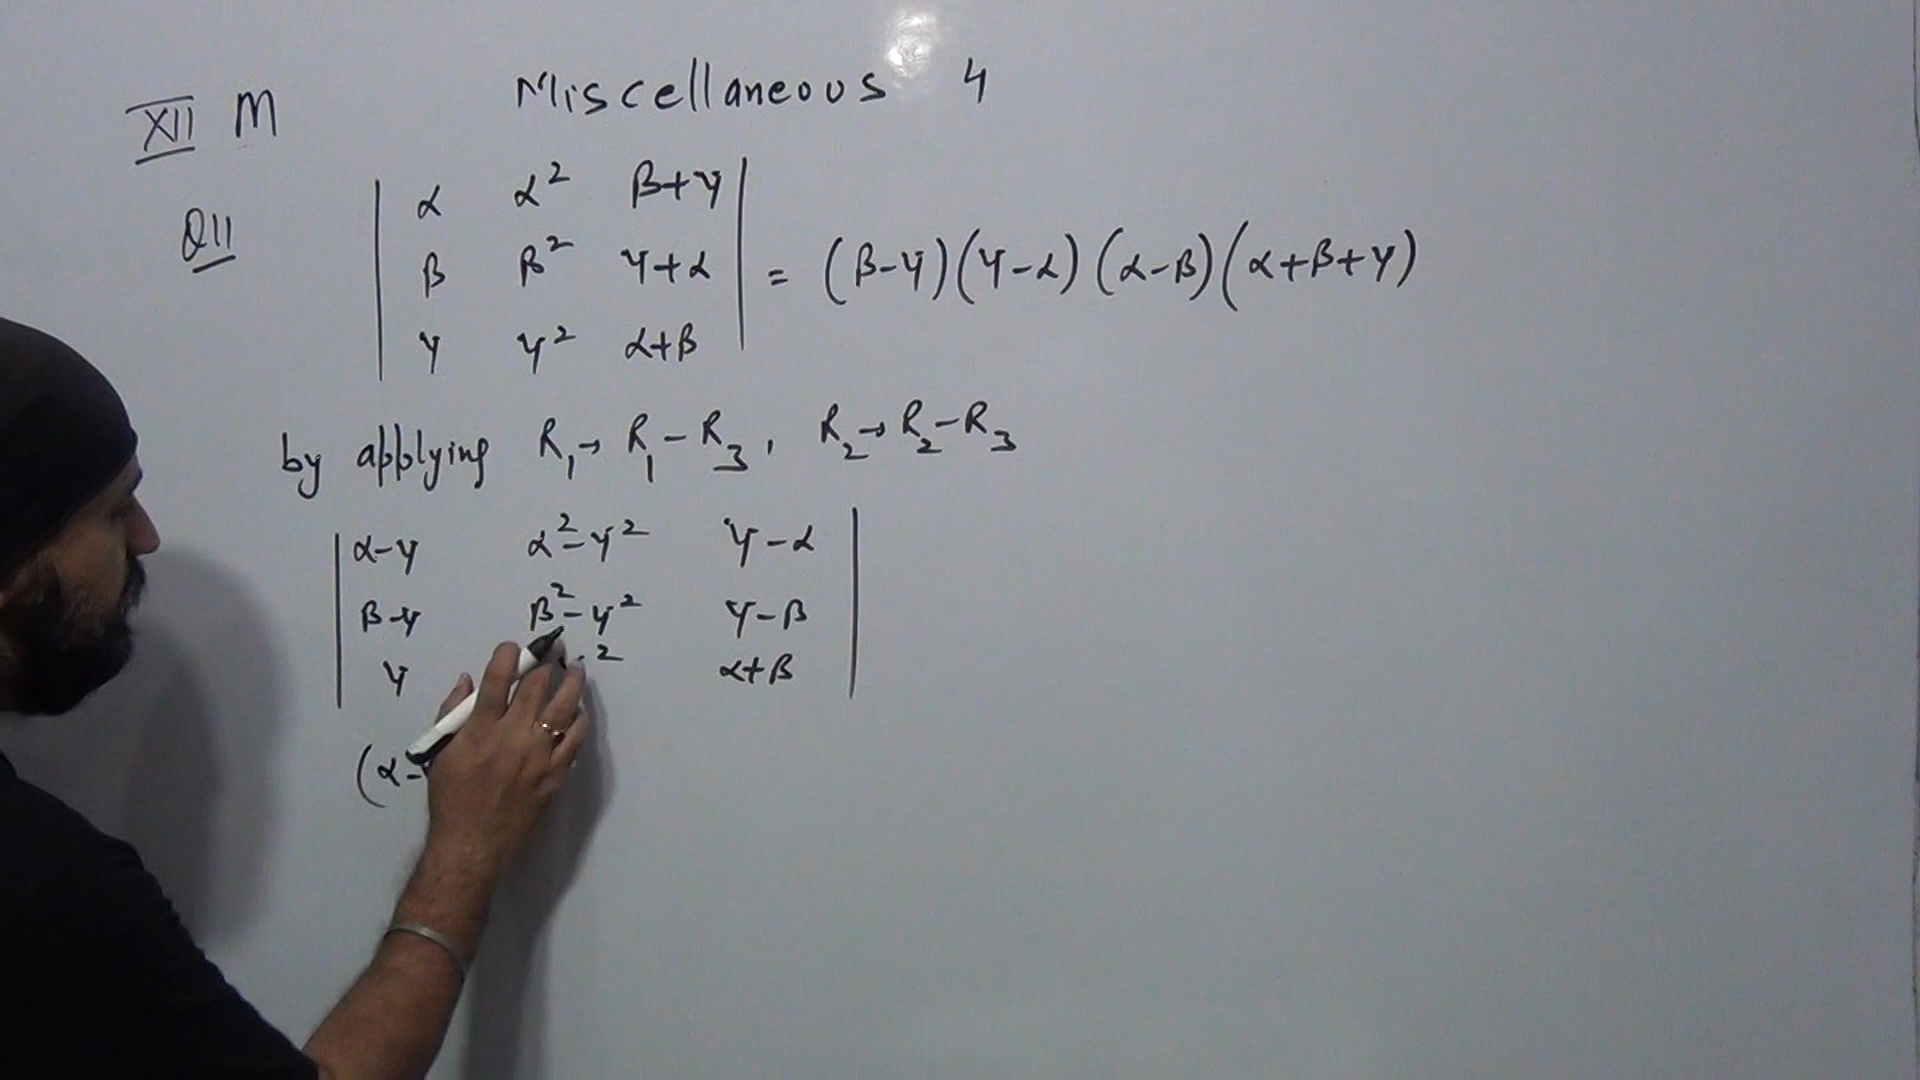 XII M Miscellaneous 4
Q11
| α α² β+γ |
| β β² γ+α | = (β-γ)(γ-α)(α-β)(α+β+γ)
| γ γ² α+β |
by applying R₁→R₁-R₃, R₂→R₂-R₃
| α-γ α²-γ² γ-α |
| β-γ β²-γ² γ-β |
| γ ² α+β |
(α-